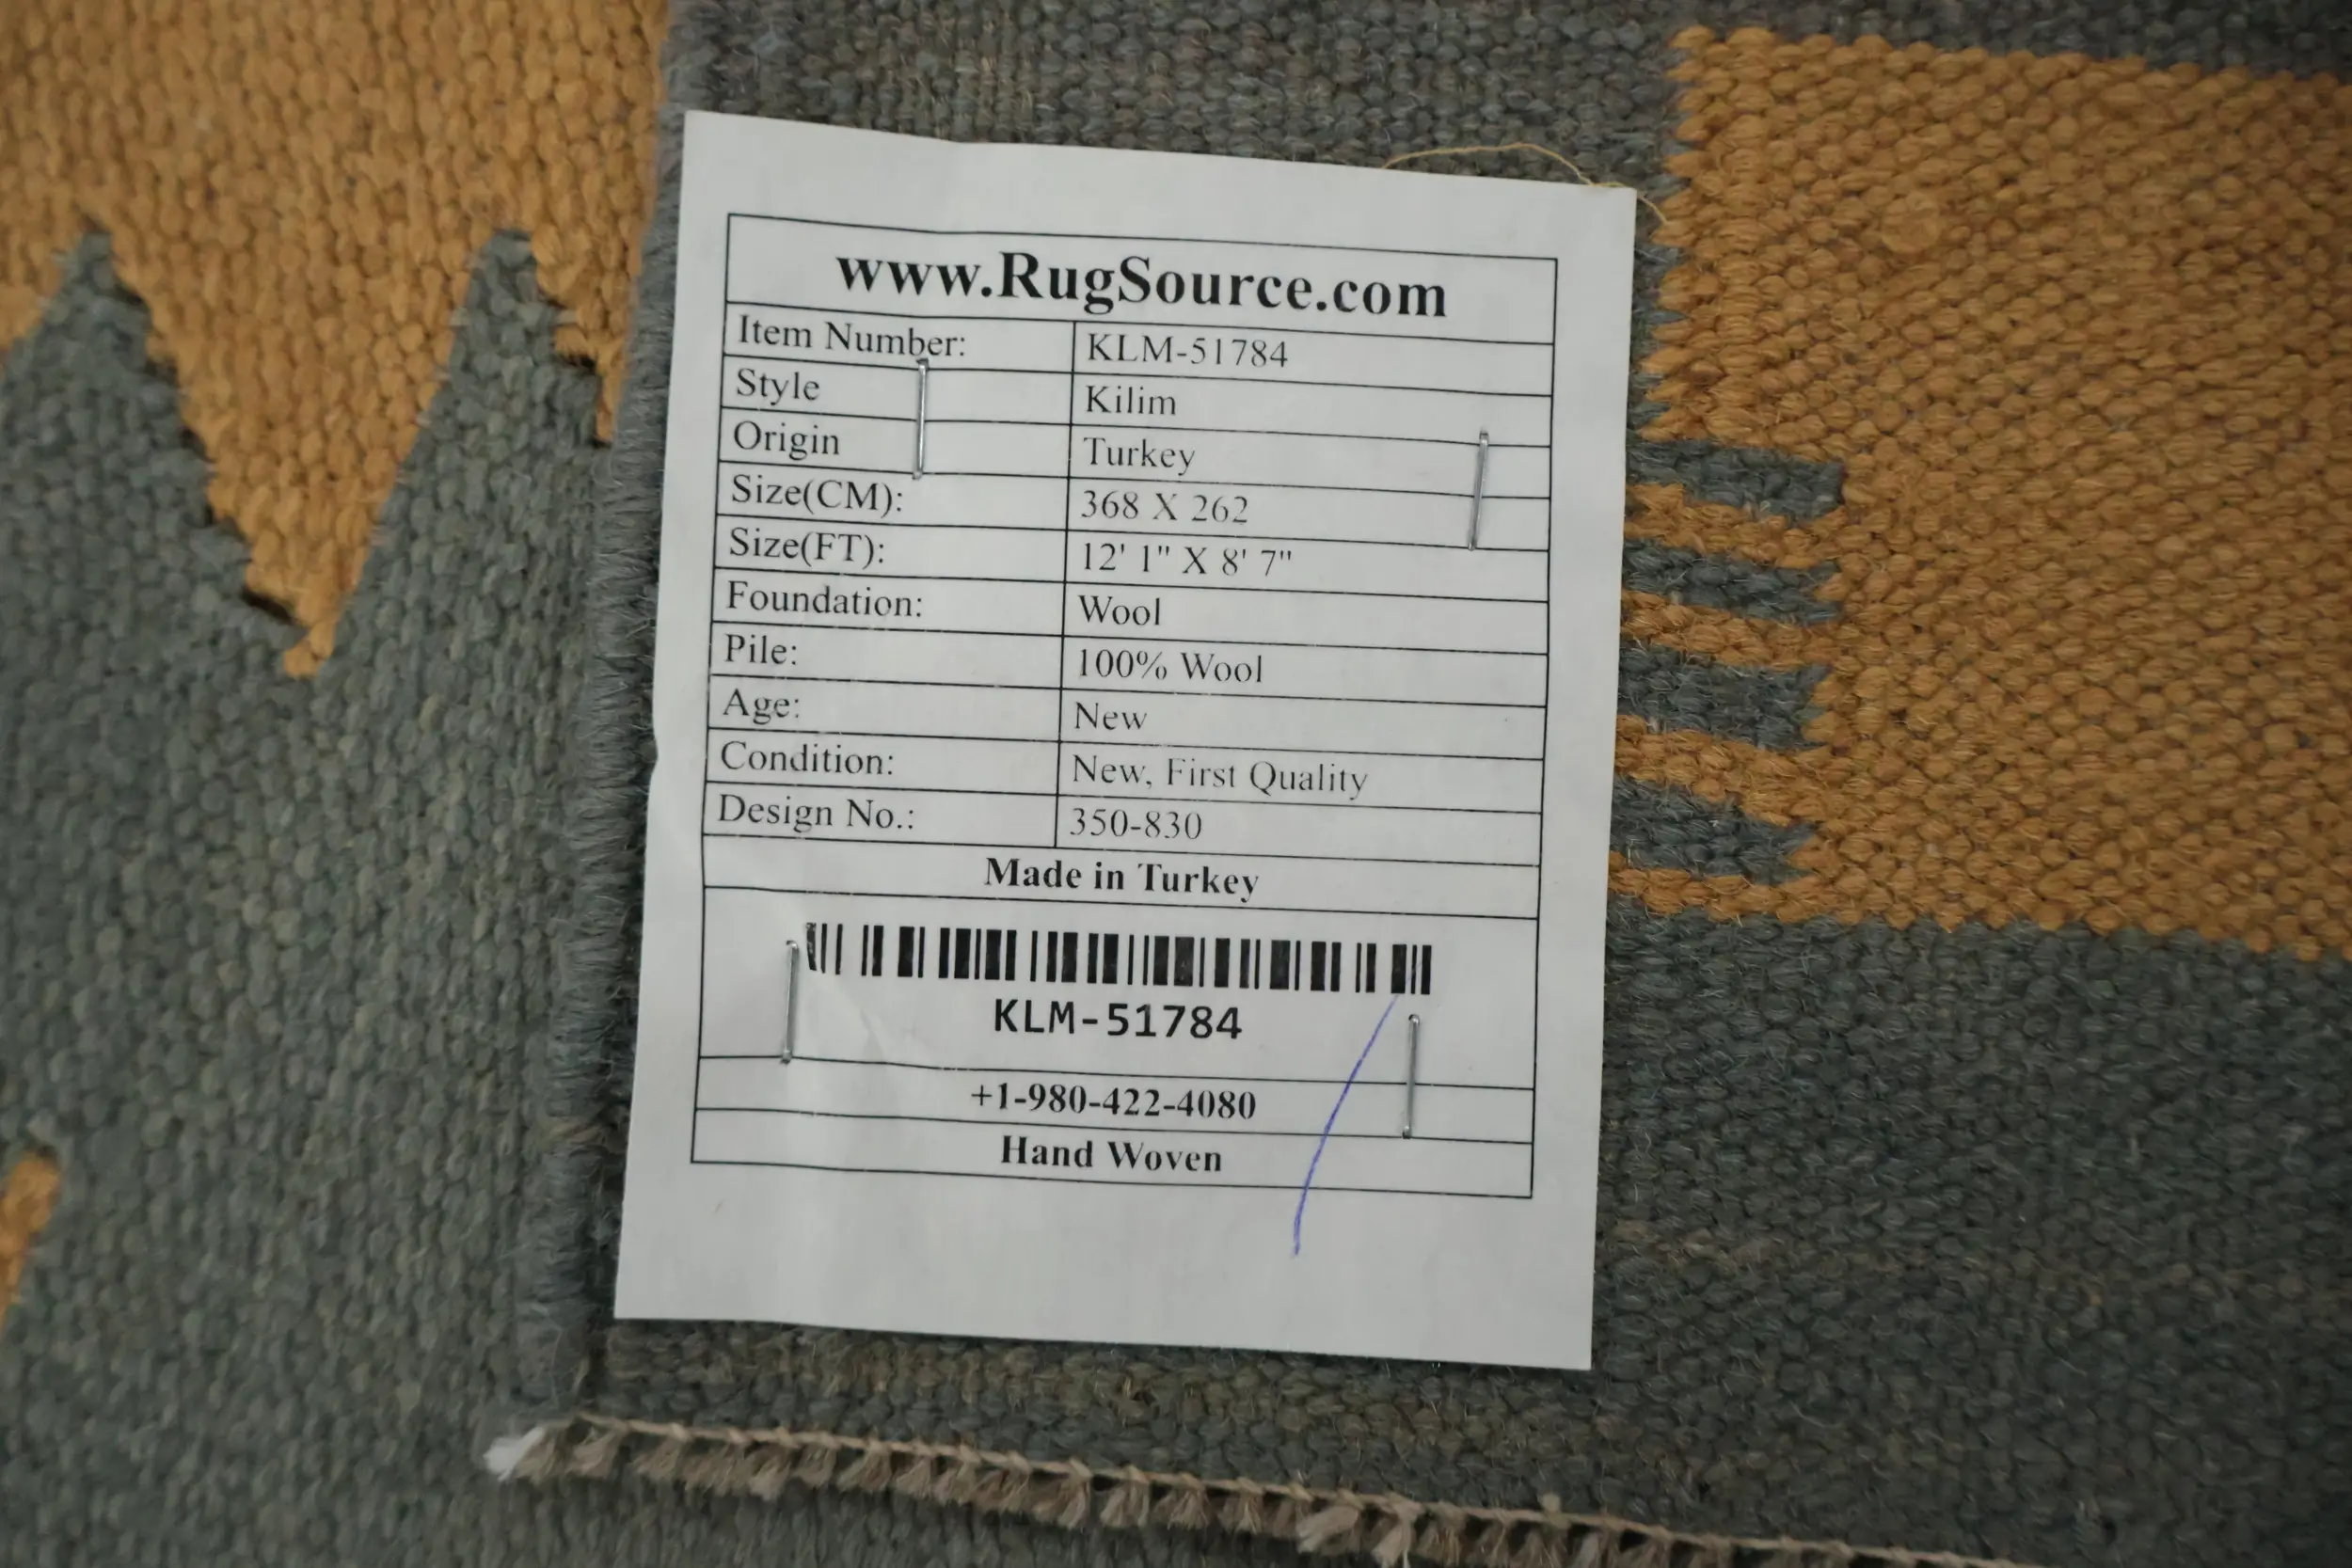 www.RugSource.com
Item Number: KLM-51784
Style Kilim
Origin Turkey
Size(CM): 368 X 262
Size(FT): 12' 1" X 8' 7"
Foundation: Wool
Pile: 100% Wool
Age: New
Condition: New, First Quality
Design No.: 350-830
Made in Turkey
KLM-51784
+1-980-422-4080
Hand Woven